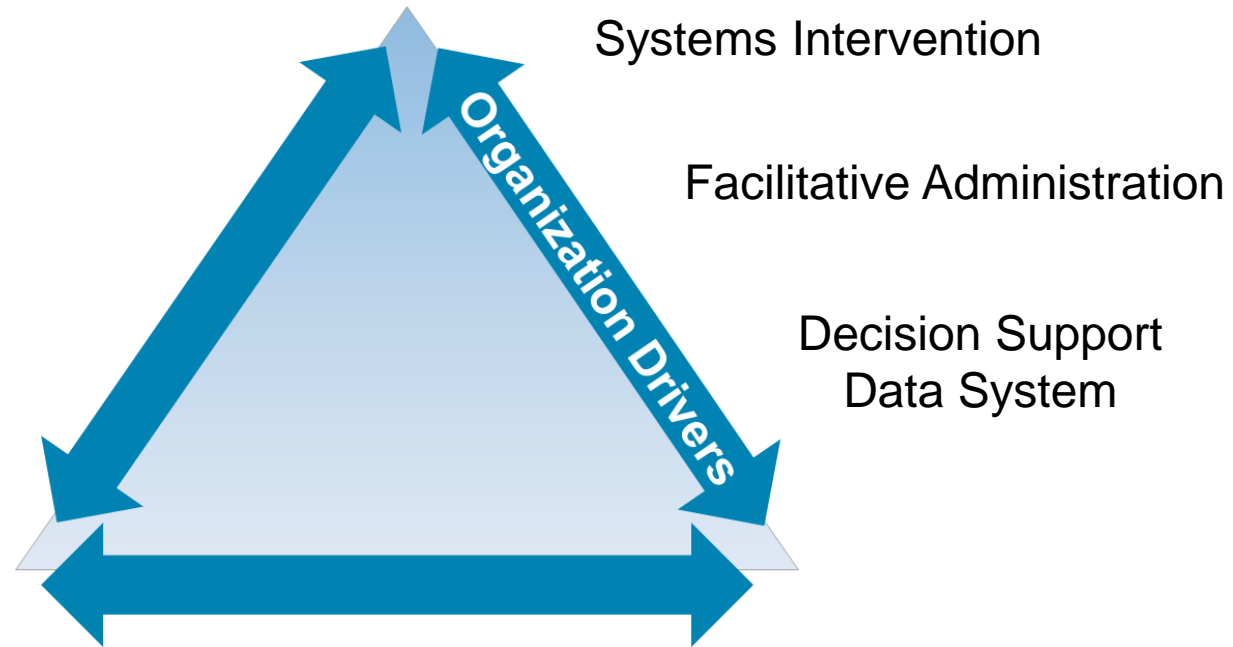 Systems Intervention
Organization Drivers
Facilitative Administration
Decision Support
Data System